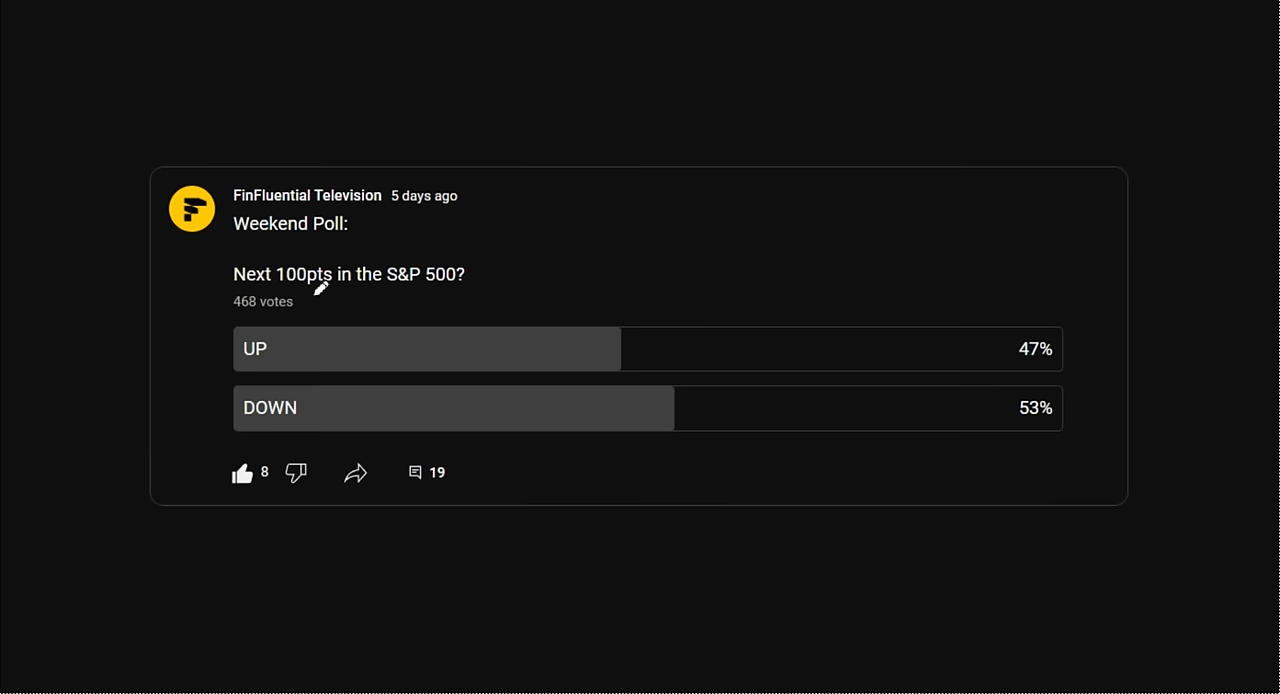 FinFluential Television 5 days ago
Weekend Poll:
Next 100pts in the S&P 500?
468 votes
UP 47%
DOWN 53%
8 19